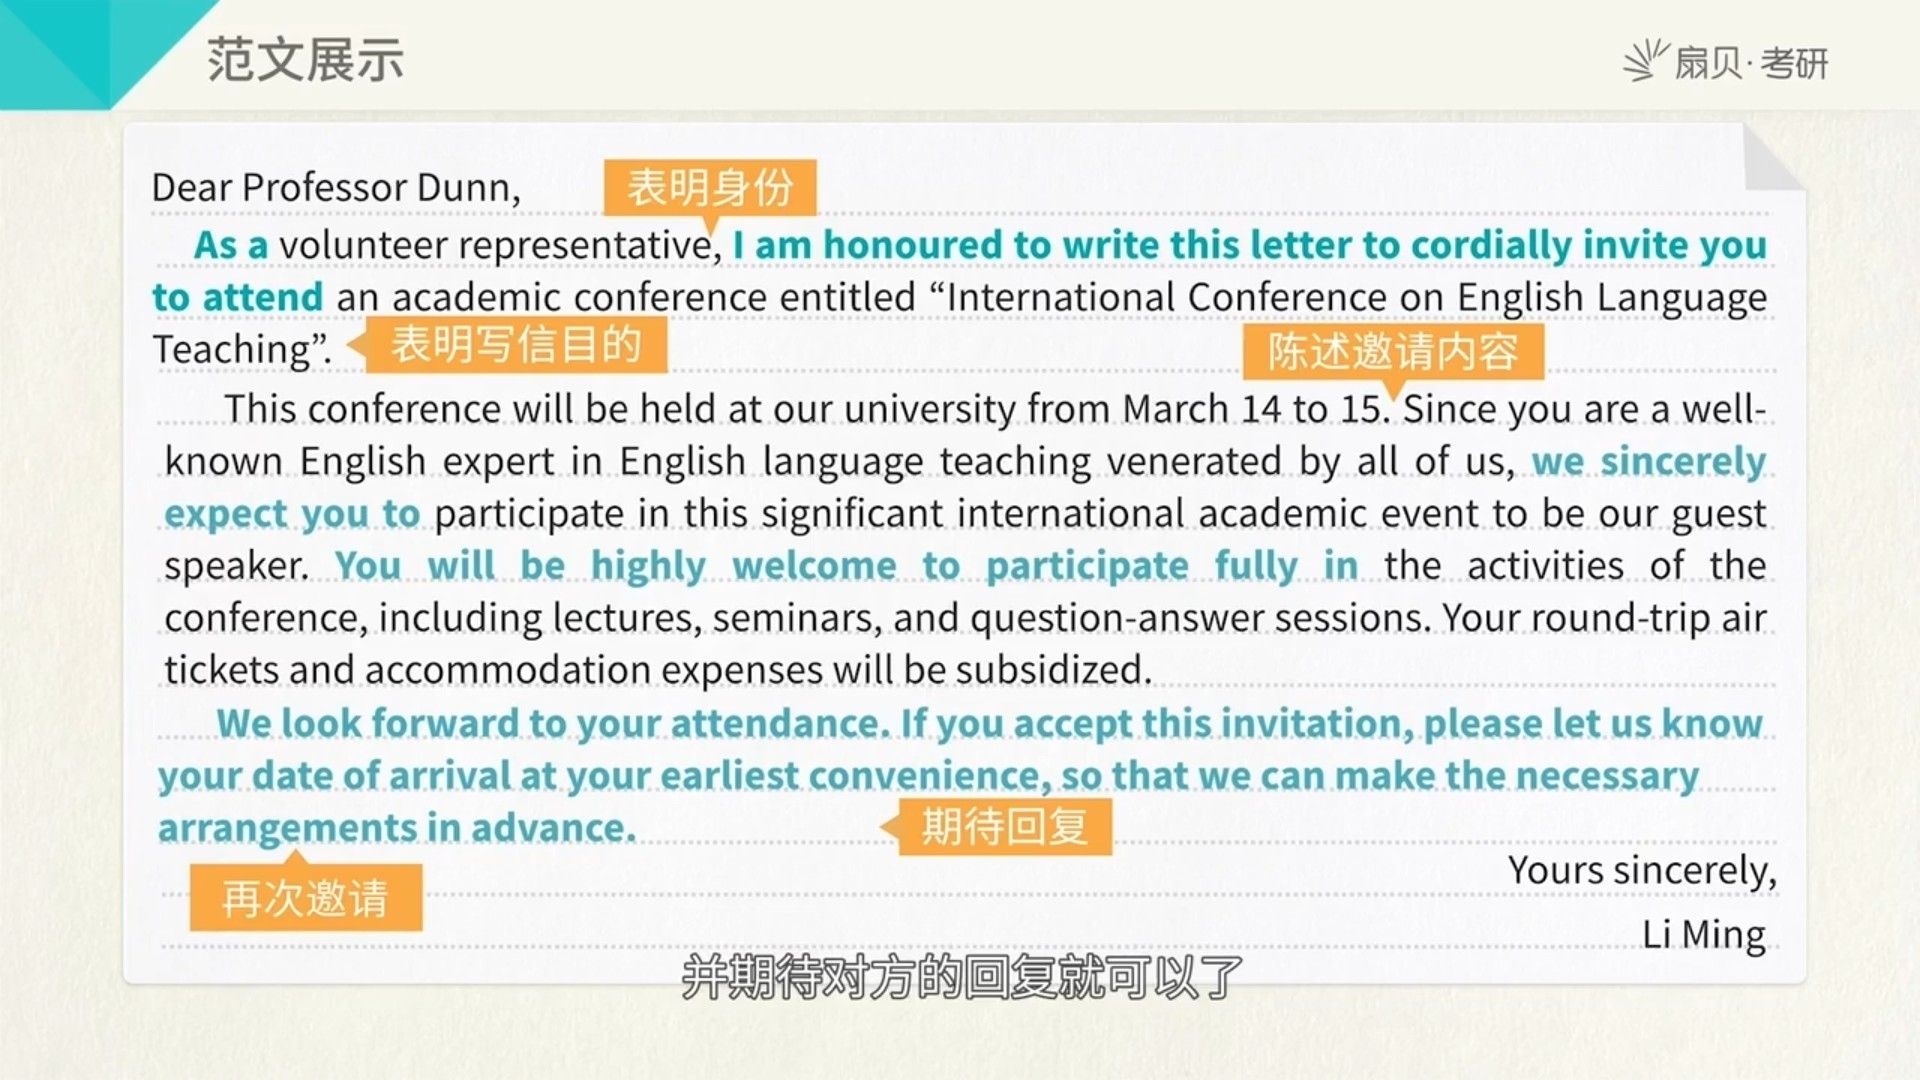 范文展示
扇贝·考研
Dear Professor Dunn,
表明身份
As a volunteer representative, I am honoured to write this letter to cordially invite you
to attend an academic conference entitled “International Conference on English Language
Teaching”.
表明写信目的
陈述邀请内容
This conference will be held at our university from March 14 to 15. Since you are a well-
known English expert in English language teaching venerated by all of us, we sincerely
expect you to participate in this significant international academic event to be our guest
speaker. You will be highly welcome to participate fully in the activities of the
conference, including lectures, seminars, and question-answer sessions. Your round-trip air
tickets and accommodation expenses will be subsidized.
We look forward to your attendance. If you accept this invitation, please let us know
your date of arrival at your earliest convenience, so that we can make the necessary
arrangements in advance.
期待回复
再次邀请
Yours sincerely,
Li Ming
并期待对方的回复就可以了